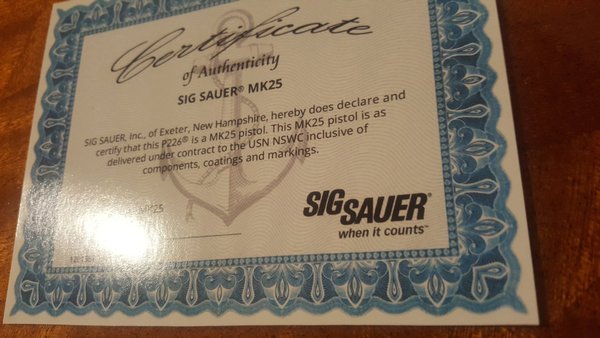 Certificate
of Authenticity
SIG SAUER® MK25
SIG SAUER, Inc., of Exeter, New Hampshire, hereby does declare and
certify that this P226® is a MK25 pistol. This MK25 pistol is as
delivered under contract to the USN NSWC inclusive of
components, coatings and markings.
SIG SAUER®
when it counts™